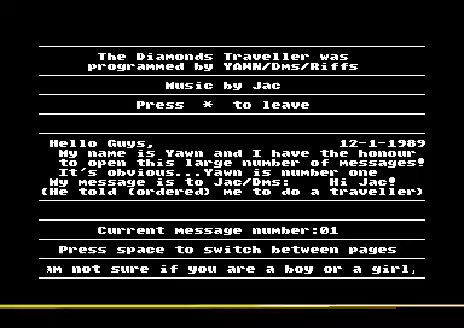 The Diamonds Traveller was
programmed by YAWN/Dms/Riffs
Music by Jac
Press * to leave
Hello Guys, 12-1-1989
My name is Yawn and I have the honour
to open this large number of messages!
It's obvious...Yawn is number one
My message is to Jac/Dms: Hi Jac!
(He told (ordered) me to do a traveller)
Current message number:01
Press space to switch between pages
am not sure if you are a boy or a girl,